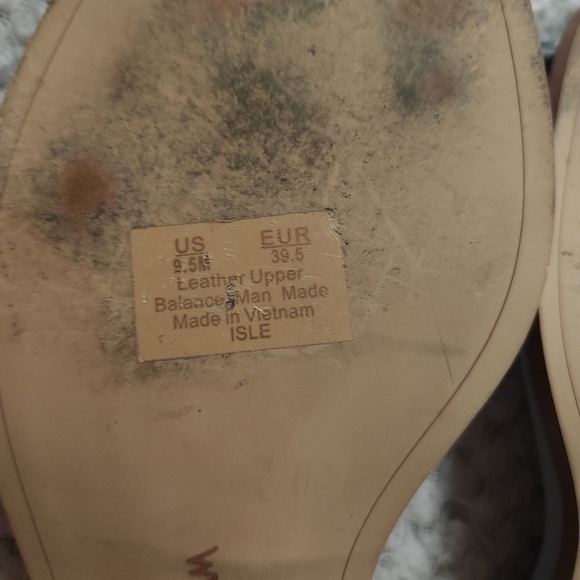 US EUR
9.5M 39.5
Leather Upper
Balance Man Made
Made in Vietnam
ISLE